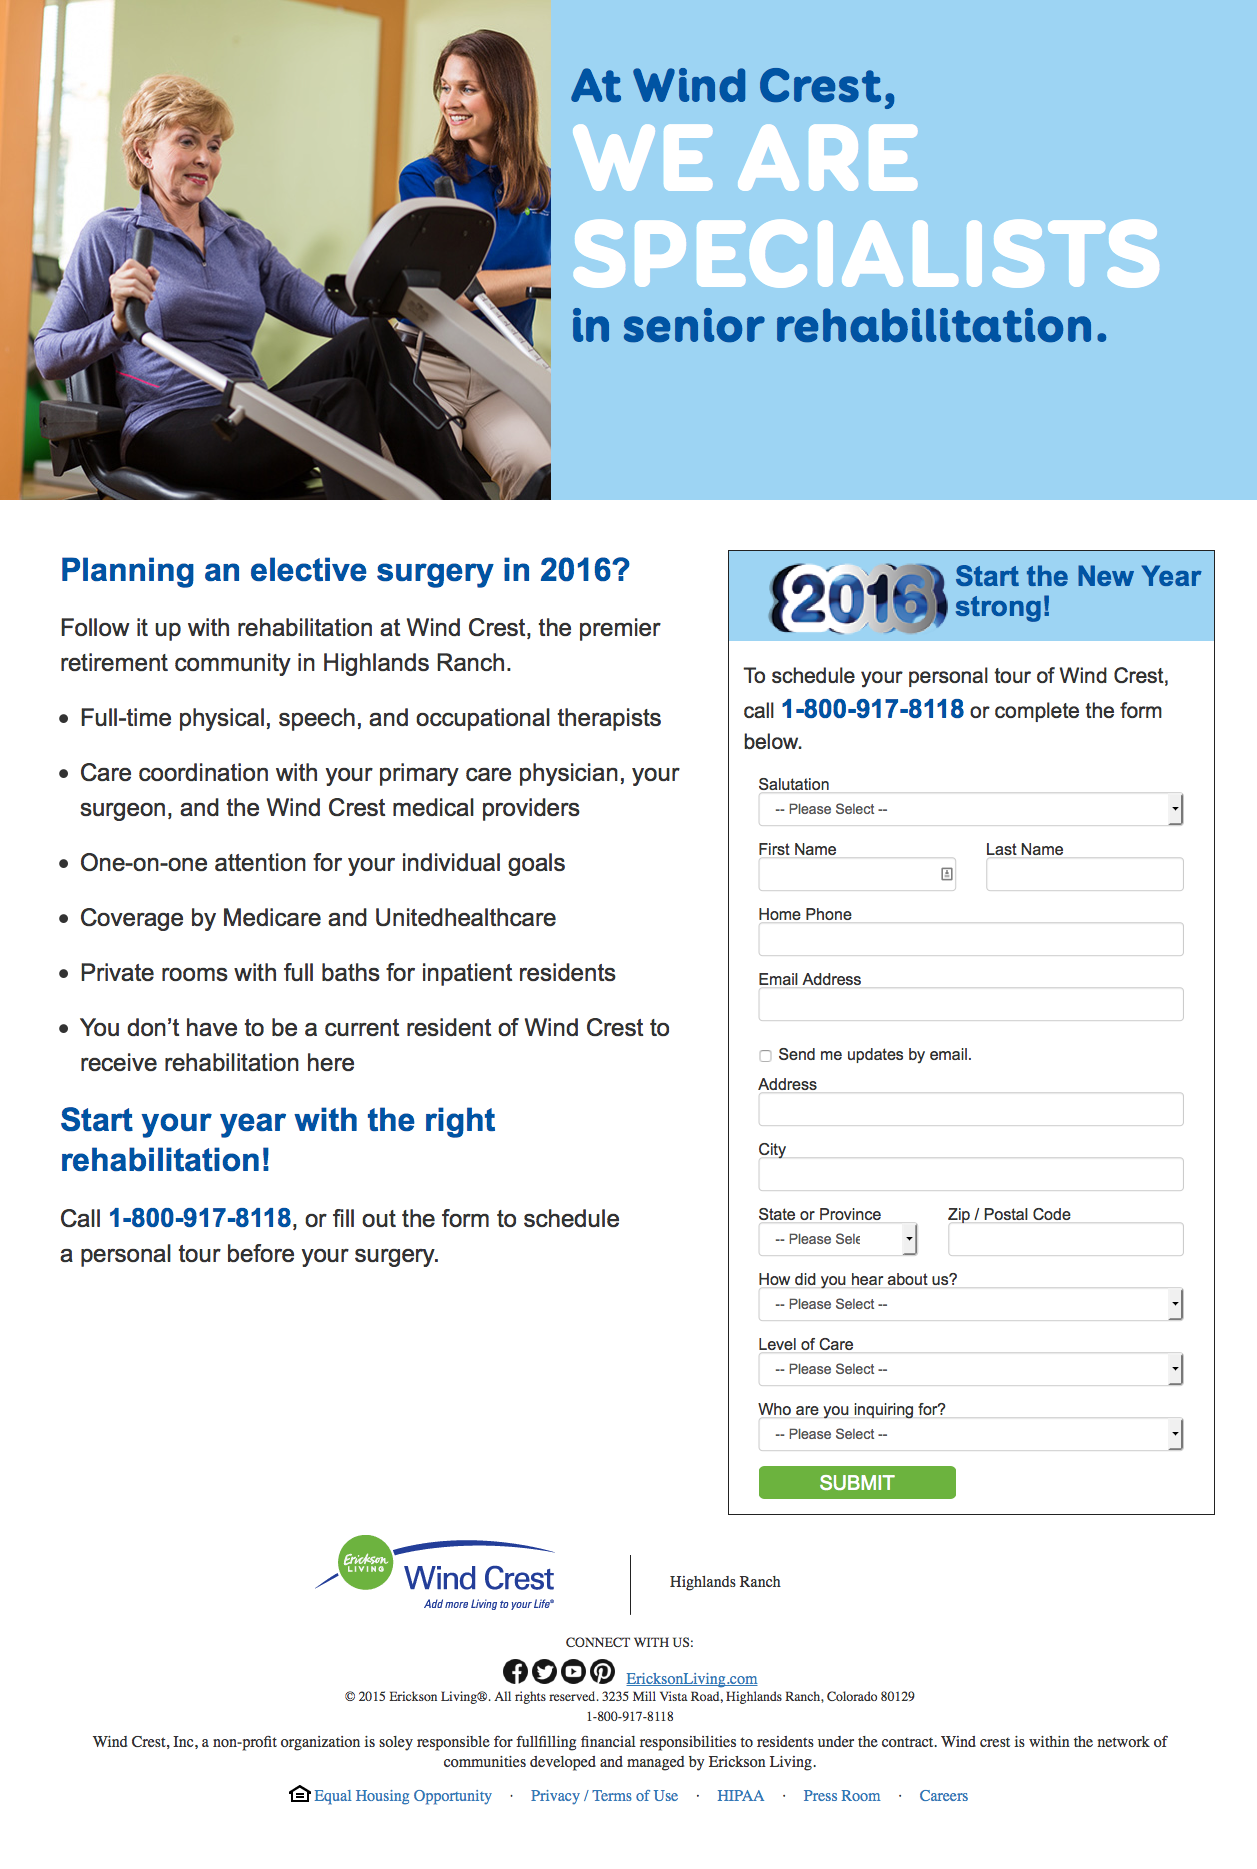 At Wind Crest,
WE ARE
SPECIALISTS
in senior rehabilitation.
Planning an elective surgery in 2016?
Follow it up with rehabilitation at Wind Crest, the premier
retirement community in Highlands Ranch.
• Full-time physical, speech, and occupational therapists
• Care coordination with your primary care physician, your
surgeon, and the Wind Crest medical providers
• One-on-one attention for your individual goals
• Coverage by Medicare and Unitedhealthcare
• Private rooms with full baths for inpatient residents
• You don’t have to be a current resident of Wind Crest to
receive rehabilitation here
Start your year with the right
rehabilitation!
Call 1-800-917-8118, or fill out the form to schedule
a personal tour before your surgery.
2016 Start the New Year
strong!
To schedule your personal tour of Wind Crest,
call 1-800-917-8118 or complete the form
below.
Salutation
-- Please Select --
First Name Last Name
Home Phone
Email Address
Send me updates by email.
Address
City
State or Province Zip / Postal Code
-- Please Sele
How did you hear about us?
-- Please Select --
Level of Care
-- Please Select --
Who are you inquiring for?
-- Please Select --
SUBMIT
Erickson
LIVING
Wind Crest
Add more Living to your Life®
Highlands Ranch
CONNECT WITH US:
EricksonLiving.com
© 2015 Erickson Living®. All rights reserved. 3235 Mill Vista Road, Highlands Ranch, Colorado 80129
1-800-917-8118
Wind Crest, Inc, a non-profit organization is soley responsible for fullfilling financial responsibilities to residents under the contract. Wind crest is within the network of
communities developed and managed by Erickson Living.
Equal Housing Opportunity · Privacy / Terms of Use · HIPAA · Press Room · Careers